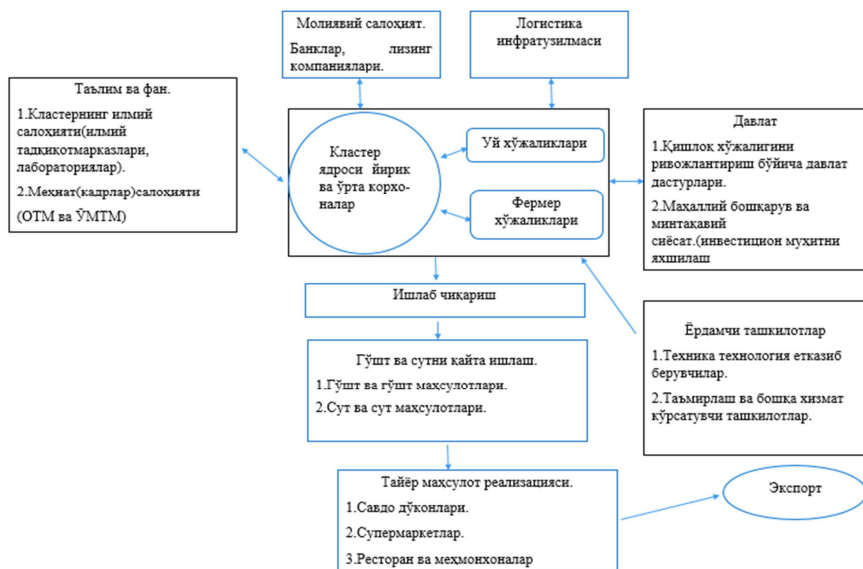 Молиявий салоҳият.
Банклар, лизинг
компаниялари.
Логистика
инфратузилмаси
Таълим ва фан.
1.Кластернинг илмий
салоҳияти(илмий
тадқиқотмарказлари,
лабораториялар).
2.Меҳнат(кадрлар)салоҳияти
(ОТМ ва ЎМТМ)
Кластер
ядроси йирик
ва ўрта корхо-
налар
Уй хўжаликлари
Фермер
хўжаликлари
Давлат
1.Қишлоқ хўжалигини
ривожлантириш бўйича давлат
дастурлари.
2.Маҳаллий бошқарув ва
минтақавий
сиёсат.(инвестицион муҳитни
яхшилаш
Ишлаб чиқариш
Ёрдамчи ташкилотлар
1.Техника технология етказиб
берувчилар.
2.Таъмирлаш ва бошқа хизмат
кўрсатувчи ташкилотлар.
Гўшт ва сутни қайта ишлаш.
1.Гўшт ва гўшт маҳсулотлари.
2.Сут ва сут маҳсулотлари.
Тайёр маҳсулот реализацияси.
1.Савдо дўконлари.
2.Супермаркетлар.
3.Ресторан ва меҳмонхоналар
Экспорт